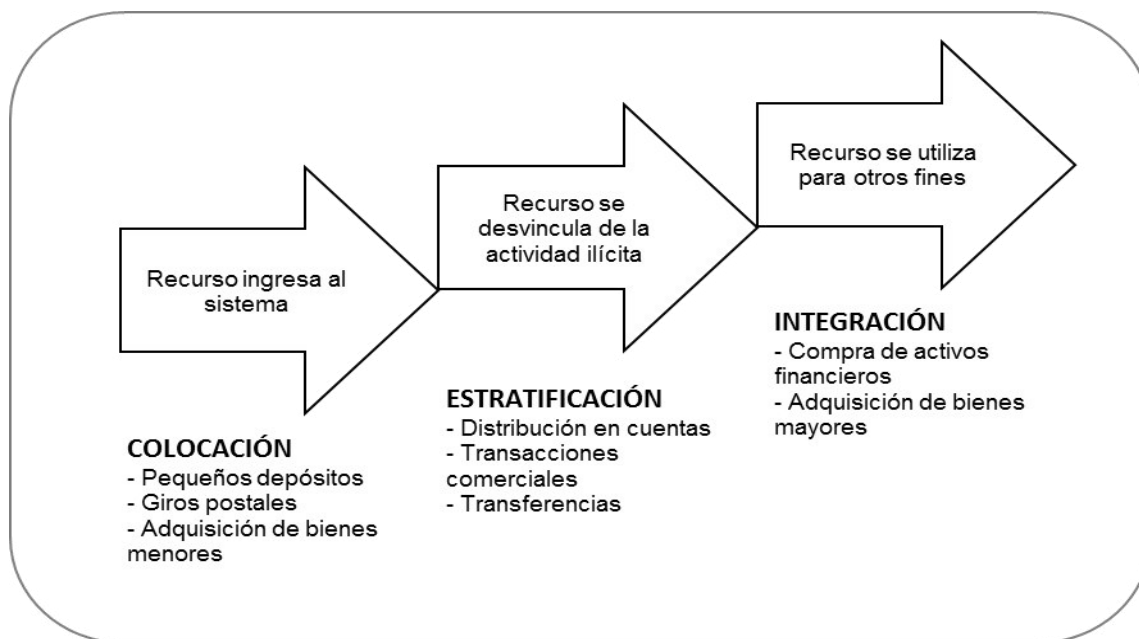 Recurso ingresa al
sistema
COLOCACIÓN
- Pequeños depósitos
- Giros postales
- Adquisición de bienes
menores
Recurso se
desvincula de la
actividad ilícita
ESTRATIFICACIÓN
- Distribución en cuentas
- Transacciones
comerciales
- Transferencias
Recurso se utiliza
para otros fines
INTEGRACIÓN
- Compra de activos
financieros
- Adquisición de bienes
mayores